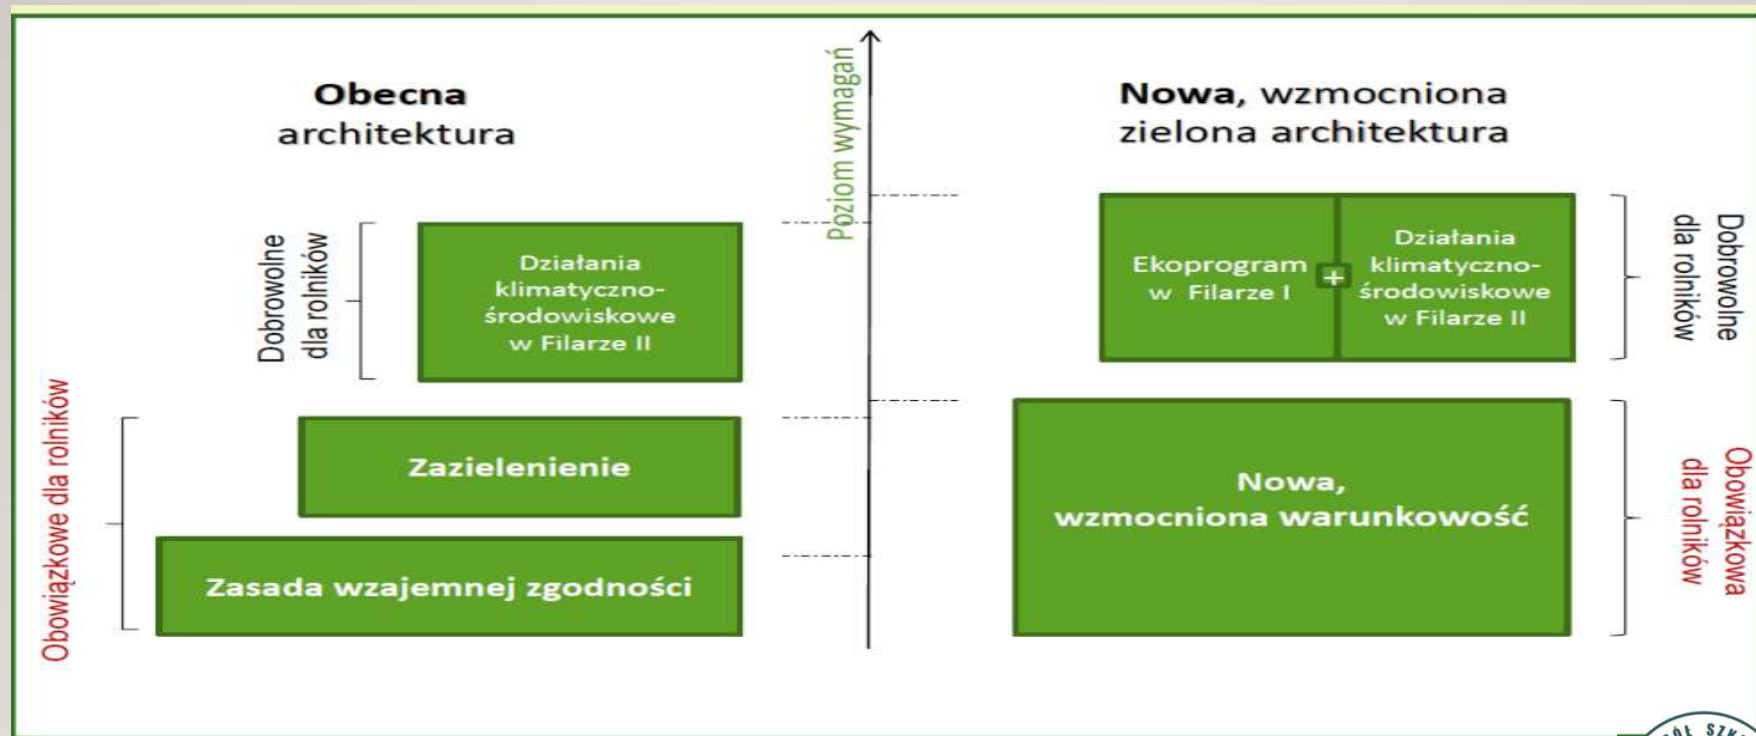 Obecna
architektura
Dobrowolne
dla rolników
Działania
klimatyczno-
środowiskowe
w Filarze II
Obowiązkowe dla rolników
Zazielenienie
Zasada wzajemnej zgodności
Poziom wymagań
Nowa, wzmocniona
zielona architektura
Ekoprogram
w Filarze I
+
Działania
klimatyczno-
środowiskowe
w Filarze II
Dobrowolne
dla rolników
Nowa,
wzmocniona warunkowość
Obowiązkowa
dla rolników